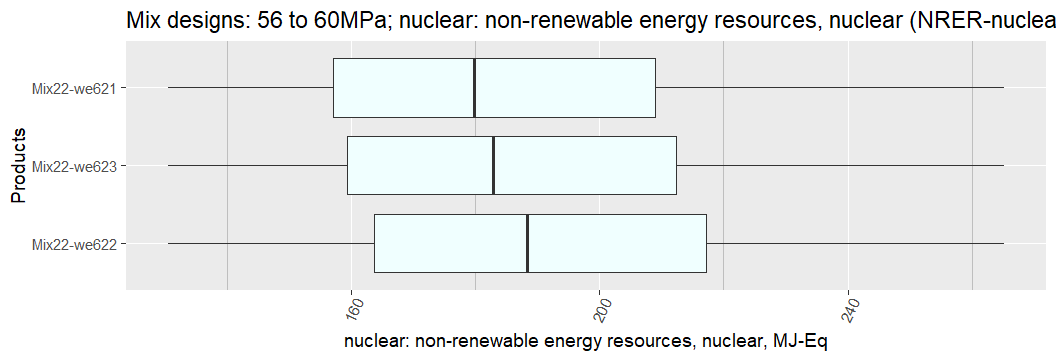 Mix designs: 56 to 60MPa; nuclear: non-renewable energy resources, nuclear (NRER-nuclea
Products
Mix22-we621
Mix22-we623
Mix22-we622
160
200
240
nuclear: non-renewable energy resources, nuclear, MJ-Eq